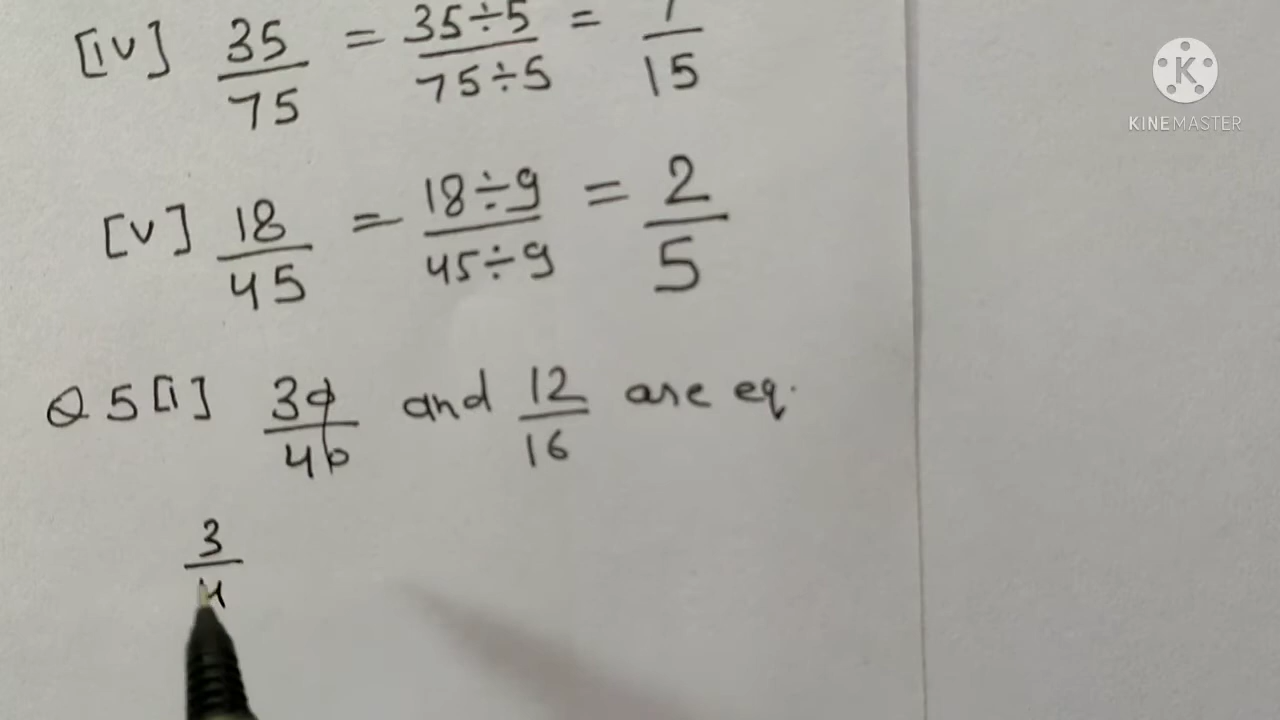 [iv] 35/75 = 35÷5/75÷5 = 7/15
KINEMASTER
[v] 18/45 = 18÷9/45÷9 = 2/5
Q 5 [i] 30/40 and 12/16 are eq.
3/4